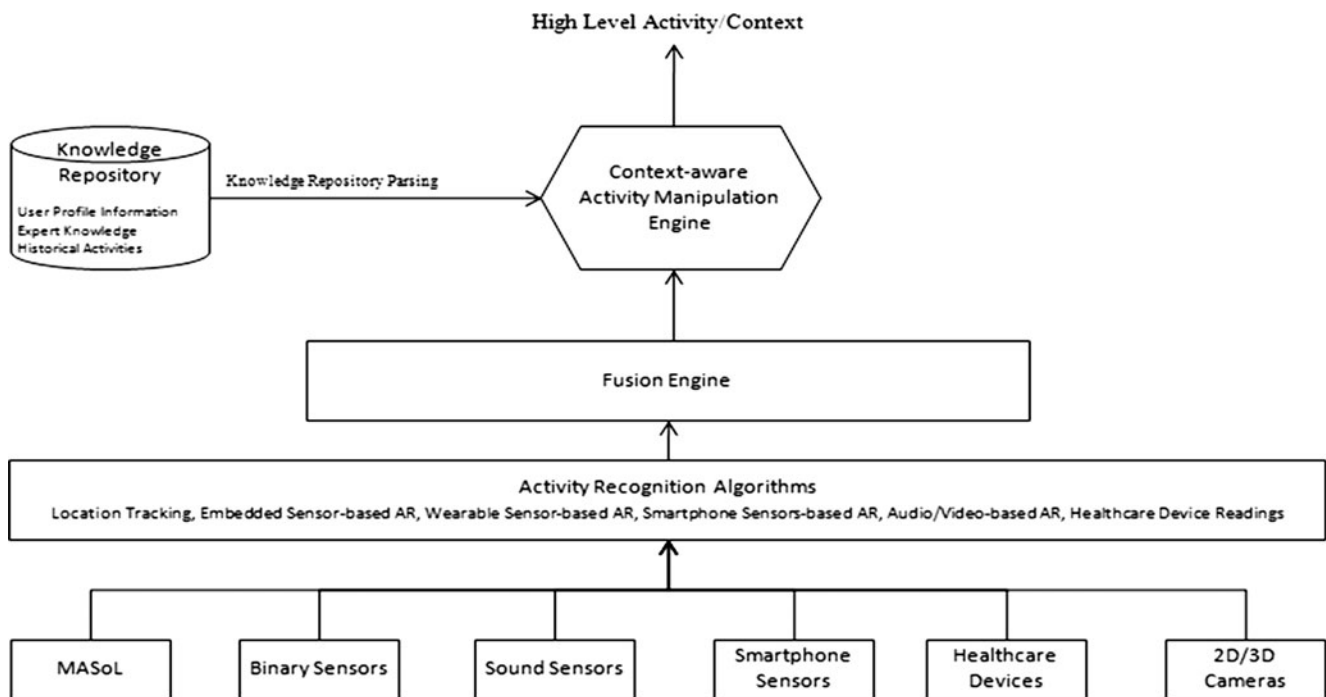 High Level Activity/Context
Knowledge
Repository
User Profile Information
Expert Knowledge
Historical Activities
Knowledge Repository Parsing
Context-aware
Activity Manipulation
Engine
Fusion Engine
Activity Recognition Algorithms
Location Tracking, Embedded Sensor-based AR, Wearable Sensor-based AR, Smartphone Sensors-based AR, Audio/Video-based AR, Healthcare Device Readings
MASoL
Binary Sensors
Sound Sensors
Smartphone
Sensors
Healthcare
Devices
2D/3D
Cameras